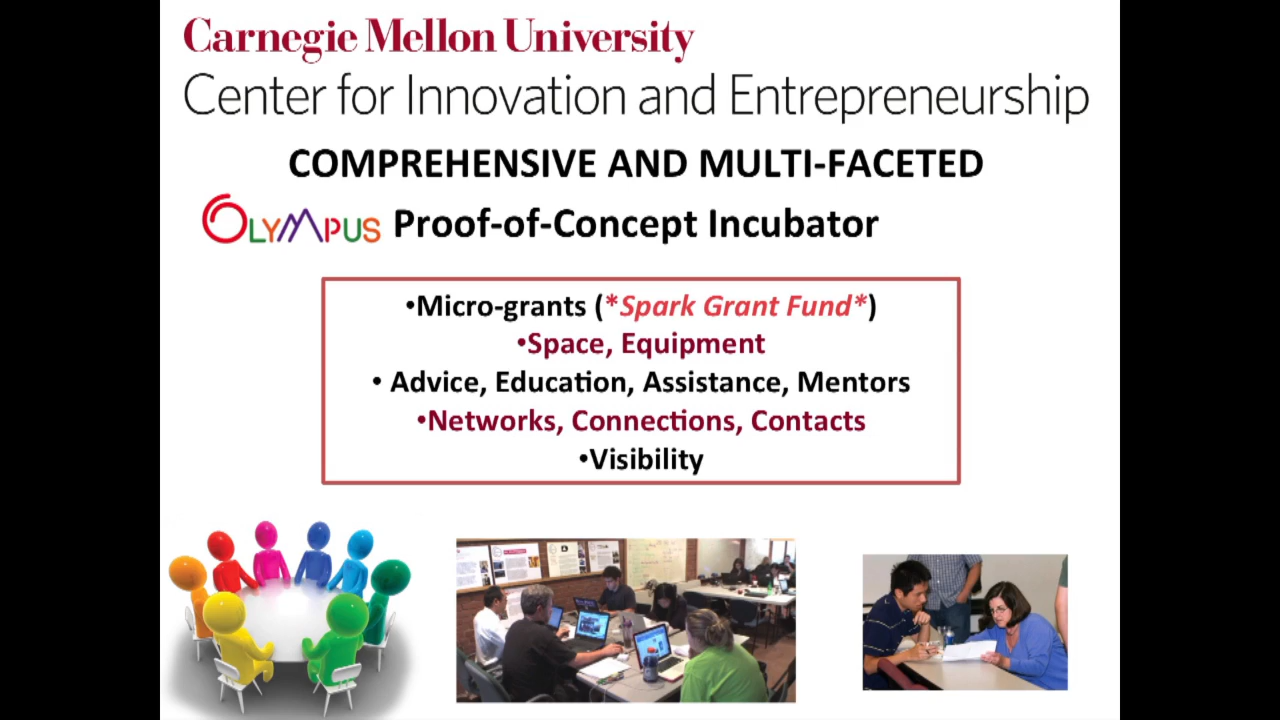 Carnegie Mellon University
Center for Innovation and Entrepreneurship
COMPREHENSIVE AND MULTI-FACETED
OLYMPUS Proof-of-Concept Incubator
•Micro-grants (*Spark Grant Fund*)
•Space, Equipment
• Advice, Education, Assistance, Mentors
•Networks, Connections, Contacts
•Visibility